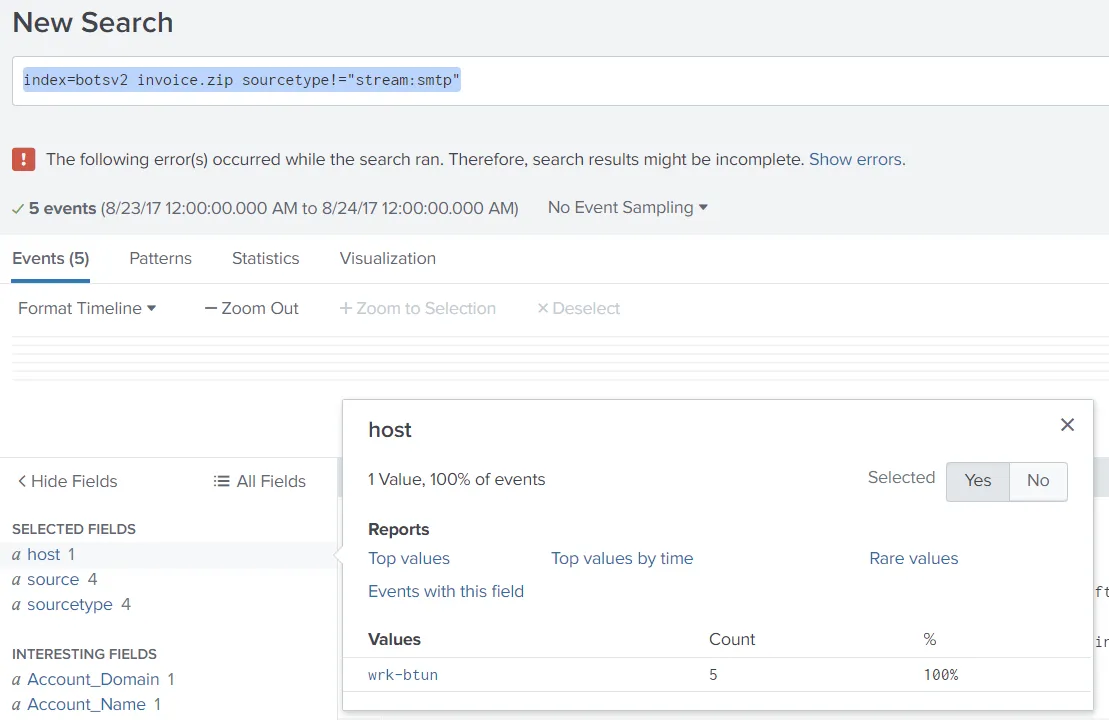 New Search
index=botsv2 invoice.zip sourcetype!="stream:smtp"
! The following error(s) occurred while the search ran. Therefore, search results might be incomplete. Show errors.
✓ 5 events (8/23/17 12:00:00.000 AM to 8/24/17 12:00:00.000 AM) No Event Sampling ▾
Events (5) Patterns Statistics Visualization
Format Timeline ▾ — Zoom Out + Zoom to Selection × Deselect
host ×
1 Value, 100% of events Selected Yes No
< Hide Fields All Fields
Reports
SELECTED FIELDS
a host 1
Top values Top values by time Rare values
a source 4
Events with this field
a sourcetype 4
Values Count %
INTERESTING FIELDS
wrk-btun 5 100%
a Account_Domain 1
a Account_Name 1